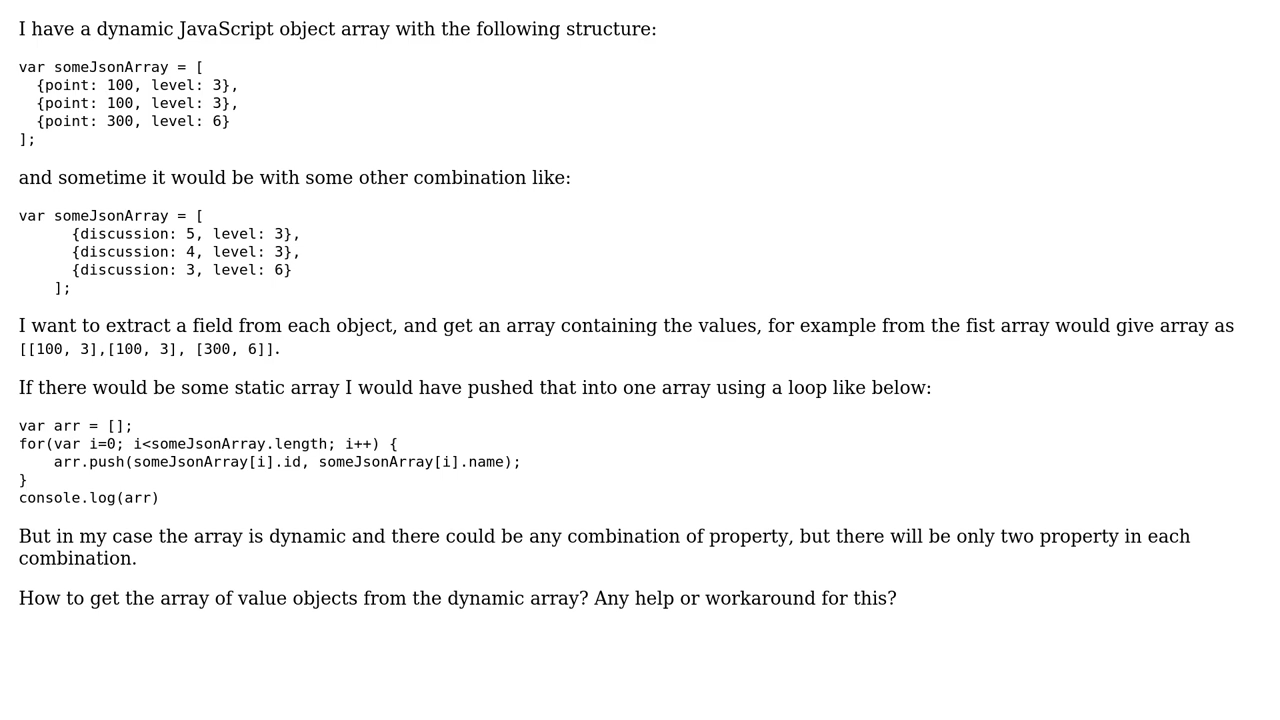 I have a dynamic JavaScript object array with the following structure:
var someJsonArray = [
  {point: 100, level: 3},
  {point: 100, level: 3},
  {point: 300, level: 6}
];
and sometime it would be with some other combination like:
var someJsonArray = [
      {discussion: 5, level: 3},
      {discussion: 4, level: 3},
      {discussion: 3, level: 6}
    ];
I want to extract a field from each object, and get an array containing the values, for example from the fist array would give array as
[[100, 3],[100, 3], [300, 6]].
If there would be some static array I would have pushed that into one array using a loop like below:
var arr = [];
for(var i=0; i<someJsonArray.length; i++) {
    arr.push(someJsonArray[i].id, someJsonArray[i].name);
}
console.log(arr)
But in my case the array is dynamic and there could be any combination of property, but there will be only two property in each
combination.
How to get the array of value objects from the dynamic array? Any help or workaround for this?